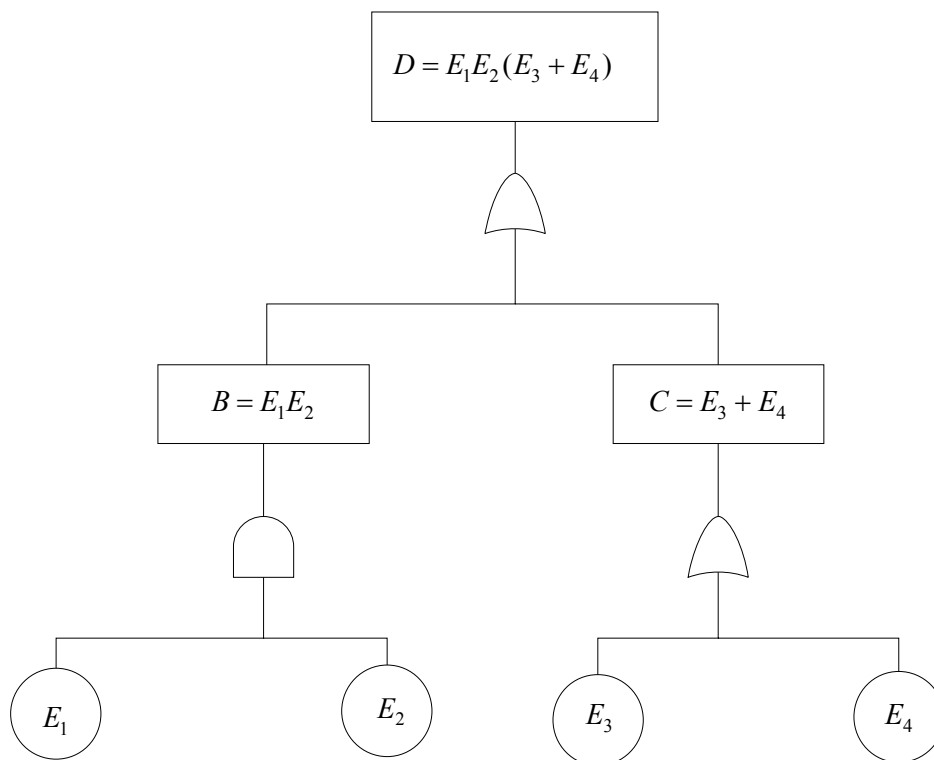 D = E₁E₂(E₃ + E₄)
B = E₁E₂
C = E₃ + E₄
E₁
E₂
E₃
E₄